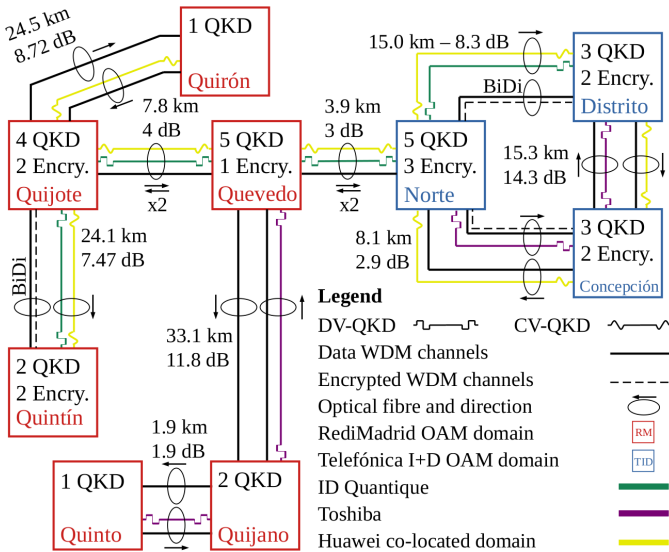 24.5 km
8.72 dB
1 QKD
Quirón
7.8 km
4 dB
4 QKD
2 Encry.
Quijote
x2
5 QKD
1 Encry.
Quevedo
3.9 km
3 dB
x2
15.0 km – 8.3 dB
BiDi
3 QKD
2 Encry.
Distrito
5 QKD
3 Encry.
Norte
15.3 km
14.3 dB
3 QKD
2 Encry.
Concepción
8.1 km
2.9 dB
24.1 km
7.47 dB
BiDi
2 QKD
2 Encry.
Quintín
33.1 km
11.8 dB
1.9 km
1.9 dB
1 QKD
Quinto
2 QKD
Quijano
Legend
DV-QKD CV-QKD
Data WDM channels
Encrypted WDM channels
Optical fibre and direction
RediMadrid OAM domain RM
Telefónica I+D OAM domain TID
ID Quantique
Toshiba
Huawei co-located domain